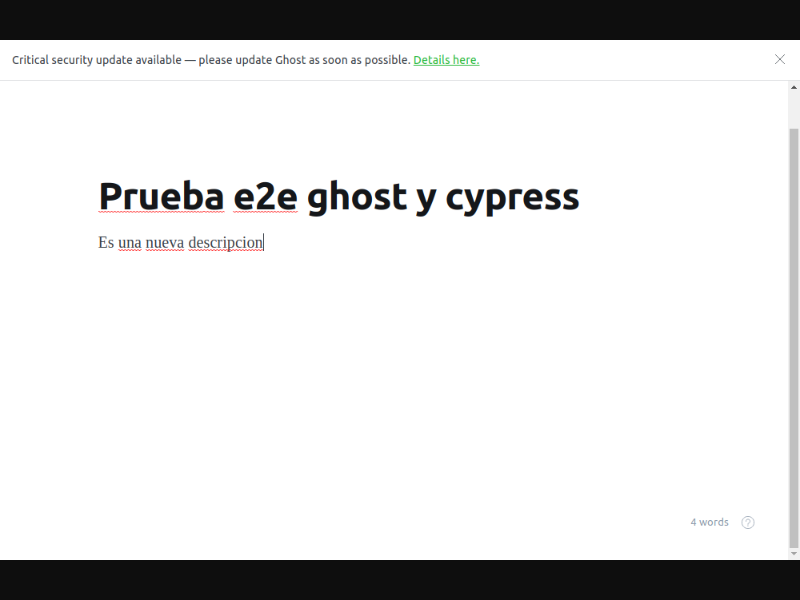 Critical security update available — please update Ghost as soon as possible. Details here.
Prueba e2e ghost y cypress
Es una nueva descripcion
4 words